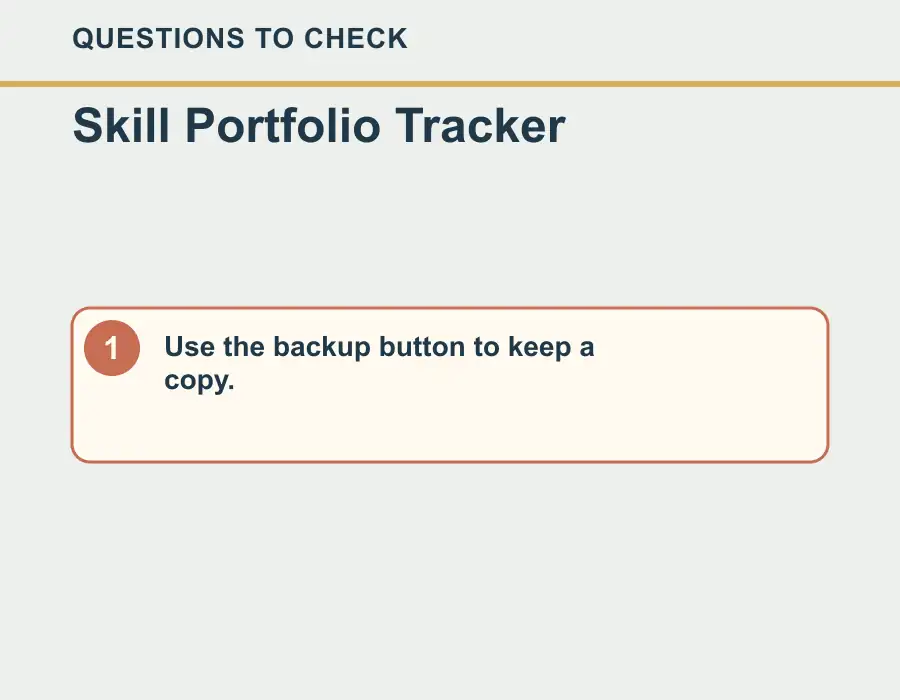 QUESTIONS TO CHECK
Skill Portfolio Tracker
1
Use the backup button to keep a
copy.